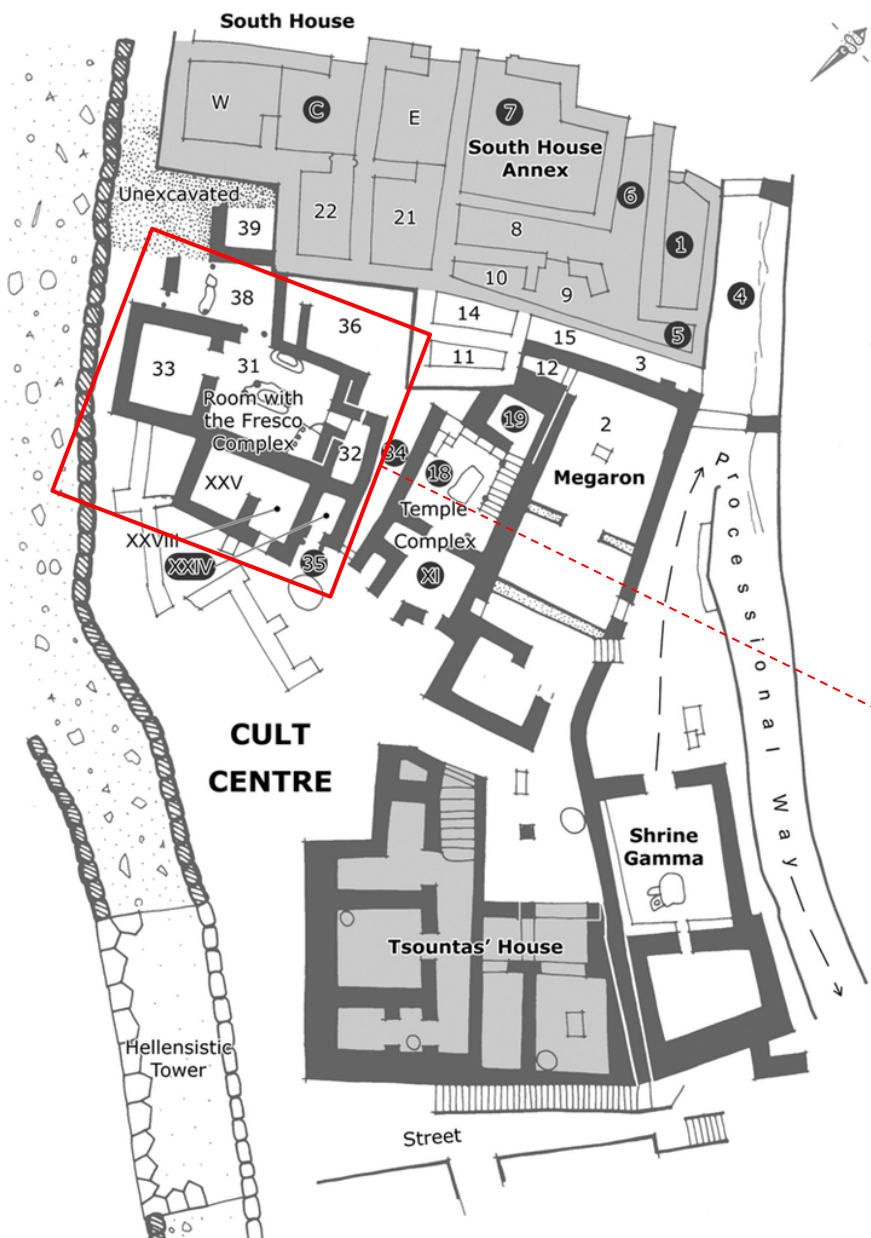 South House
W
C
E
7
South House
Annex
Unexcavated
39
22
21
8
6
1
38
10
9
4
36
14
15
5
33
31
11
12
3
Room with
the Fresco
Complex
19
2
32
34
18
Megaron
XXV
Temple
Complex
XXVIII
XXIV
35
XI
Processional Way
CULT
CENTRE
Shrine
Gamma
Tsountas' House
Hellensistic
Tower
Street